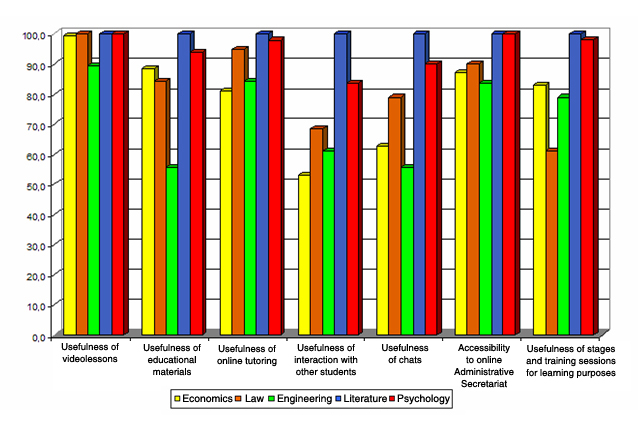 100,0
90,0
80,0
70,0
60,0
50,0
40,0
30,0
20,0
10,0
0,0
Usefulness of
videolessons
Usefulness of
educational
materials
Usefulness of
online tutoring
Usefulness of
interaction with
other students
Usefulness
of chats
Accessibility
to online
Administrative
Secretariat
Usefulness of stages
and training sessions
for learning purposes
Economics Law Engineering Literature Psychology